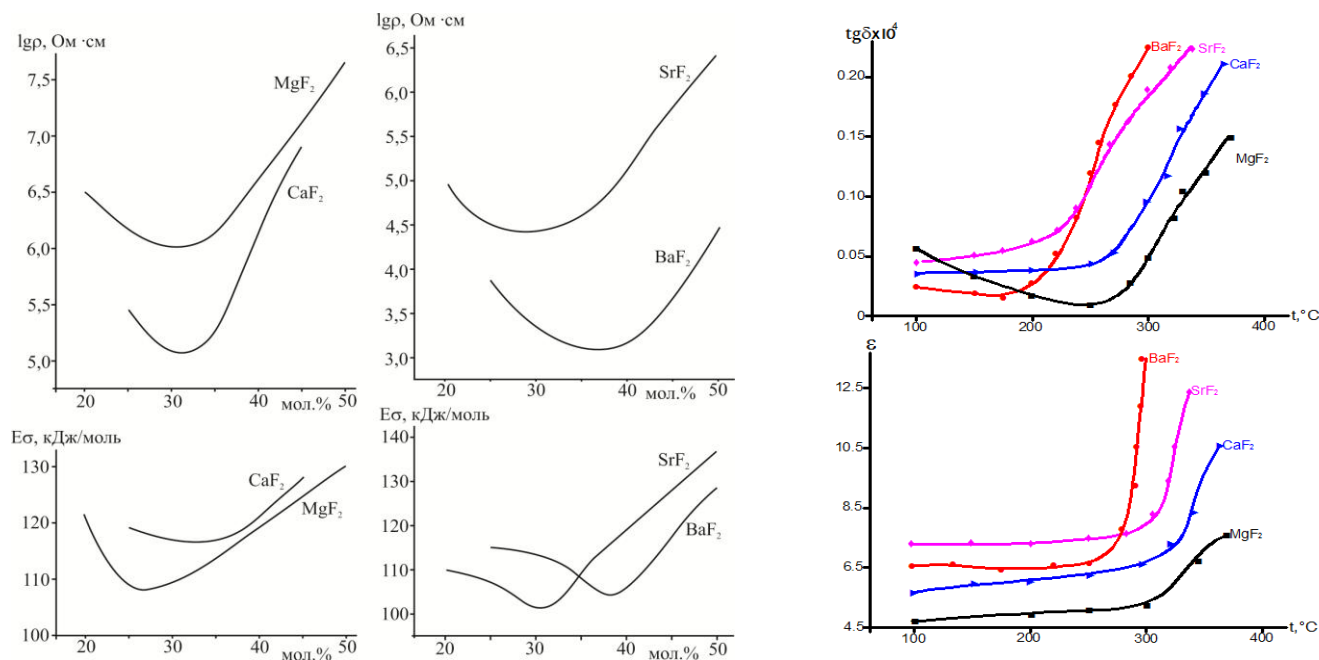 lgρ, Ом ·см
7,5
7,0
6,5
6,0
5,5
5,0
MgF₂
CaF₂
20
30
40
50
мол.%
Eσ, кДж/моль
130
120
110
100
CaF₂
MgF₂
20
30
40
50
мол.%
lgρ, Ом ·см
6,5
6,0
5,5
5,0
4,5
4,0
3,5
3,0
SrF₂
BaF₂
20
30
40
50
мол.%
Eσ, кДж/моль
140
130
120
110
100
SrF₂
BaF₂
20
30
40
50
мол.%
tgδx10⁴
0.20
0.15
0.10
0.05
0
BaF₂
SrF₂
CaF₂
MgF₂
100
200
300
400
t,°C
ε
12.5
10.5
8.5
6.5
4.5
BaF₂
SrF₂
CaF₂
MgF₂
100
200
300
400
t,°C